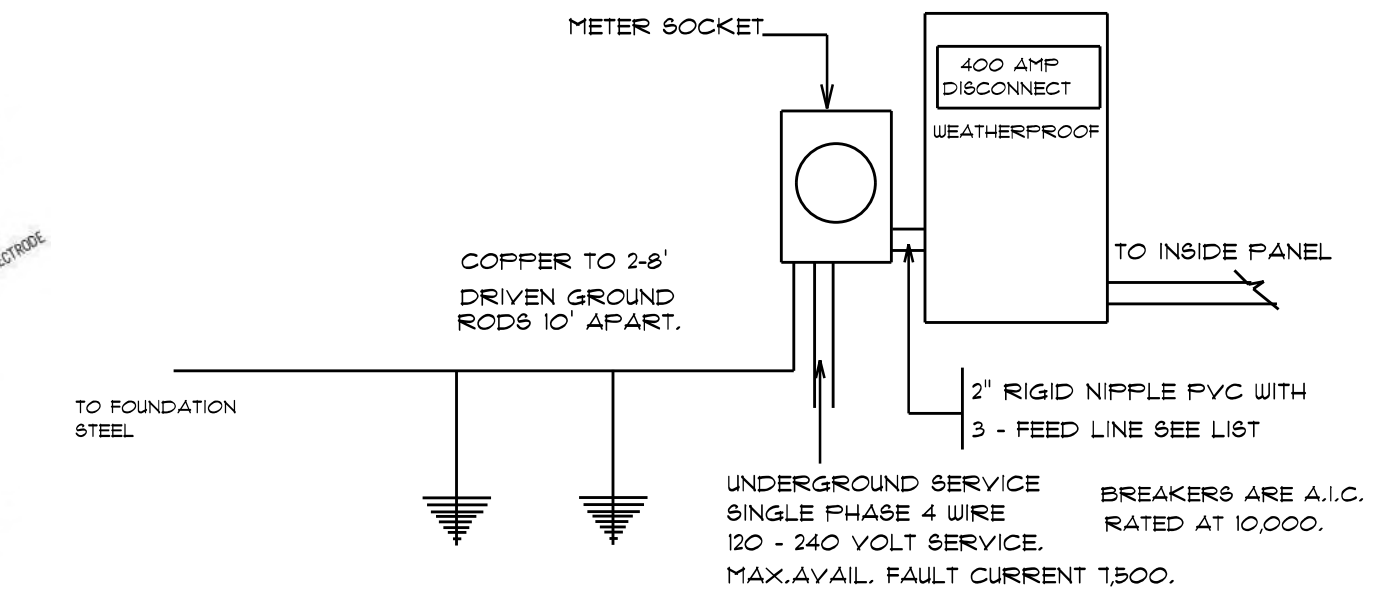 METER SOCKET
400 AMP
DISCONNECT
WEATHERPROOF
ECTRODE
COPPER TO 2-8'
DRIVEN GROUND
RODS 10' APART.
TO INSIDE PANEL
TO FOUNDATION
STEEL
2" RIGID NIPPLE PVC WITH
3 - FEED LINE SEE LIST
UNDERGROUND SERVICE
SINGLE PHASE 4 WIRE
120 - 240 VOLT SERVICE.
MAX.AVAIL. FAULT CURRENT 7,500.
BREAKERS ARE A.I.C.
RATED AT 10,000.